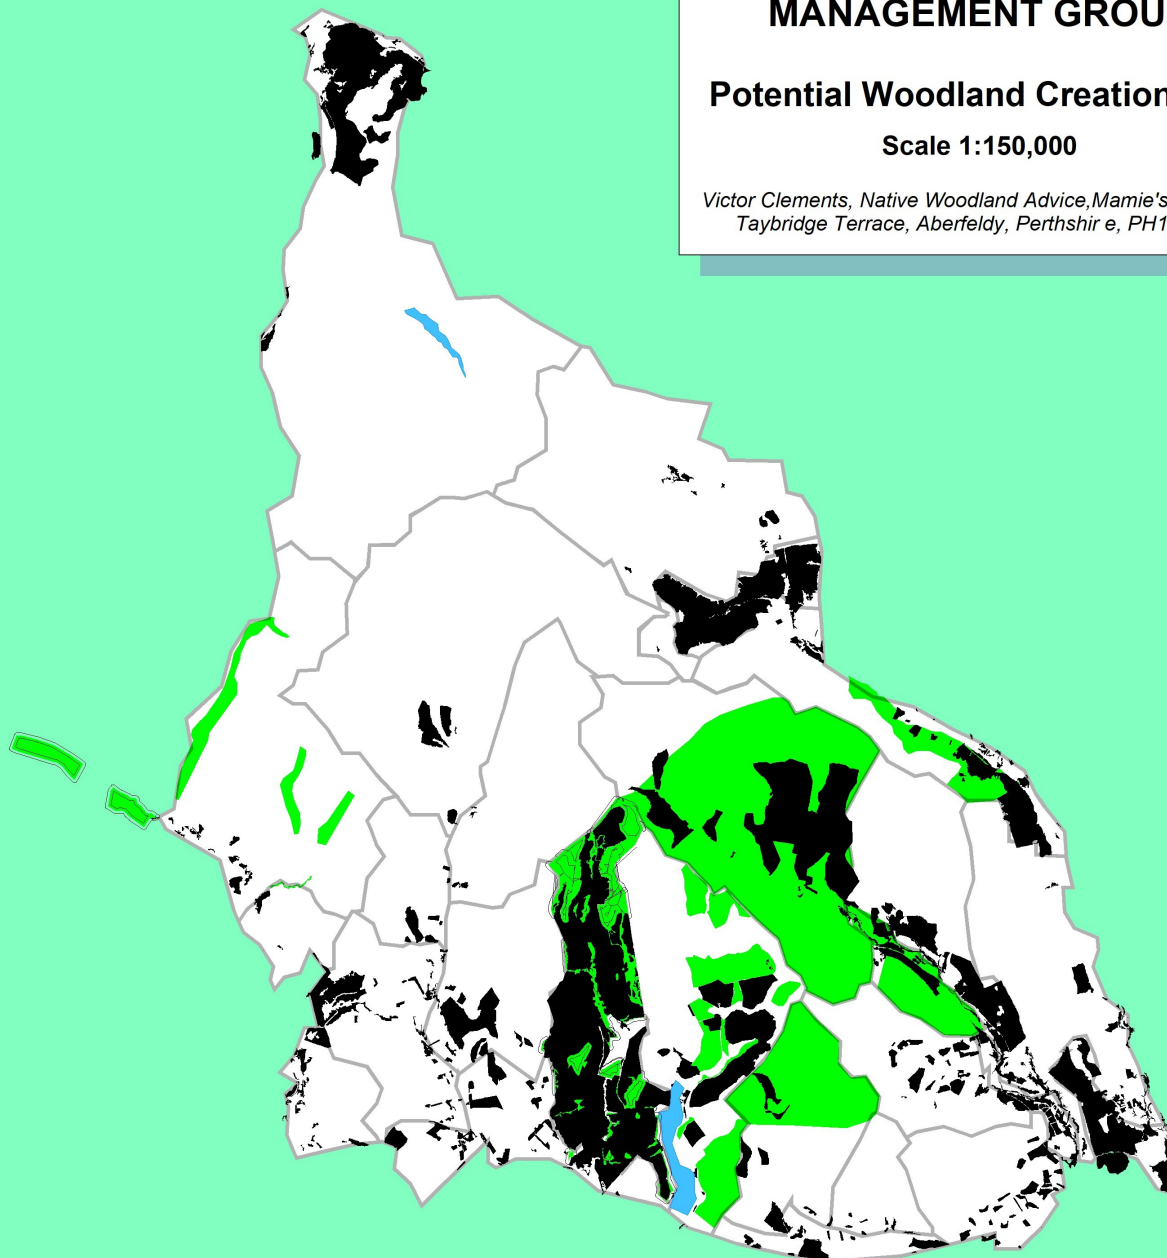 MANAGEMENT GROU
Potential Woodland Creation
Scale 1:150,000
Victor Clements, Native Woodland Advice,Mamie's
Taybridge Terrace, Aberfeldy, Perthshir e, PH1